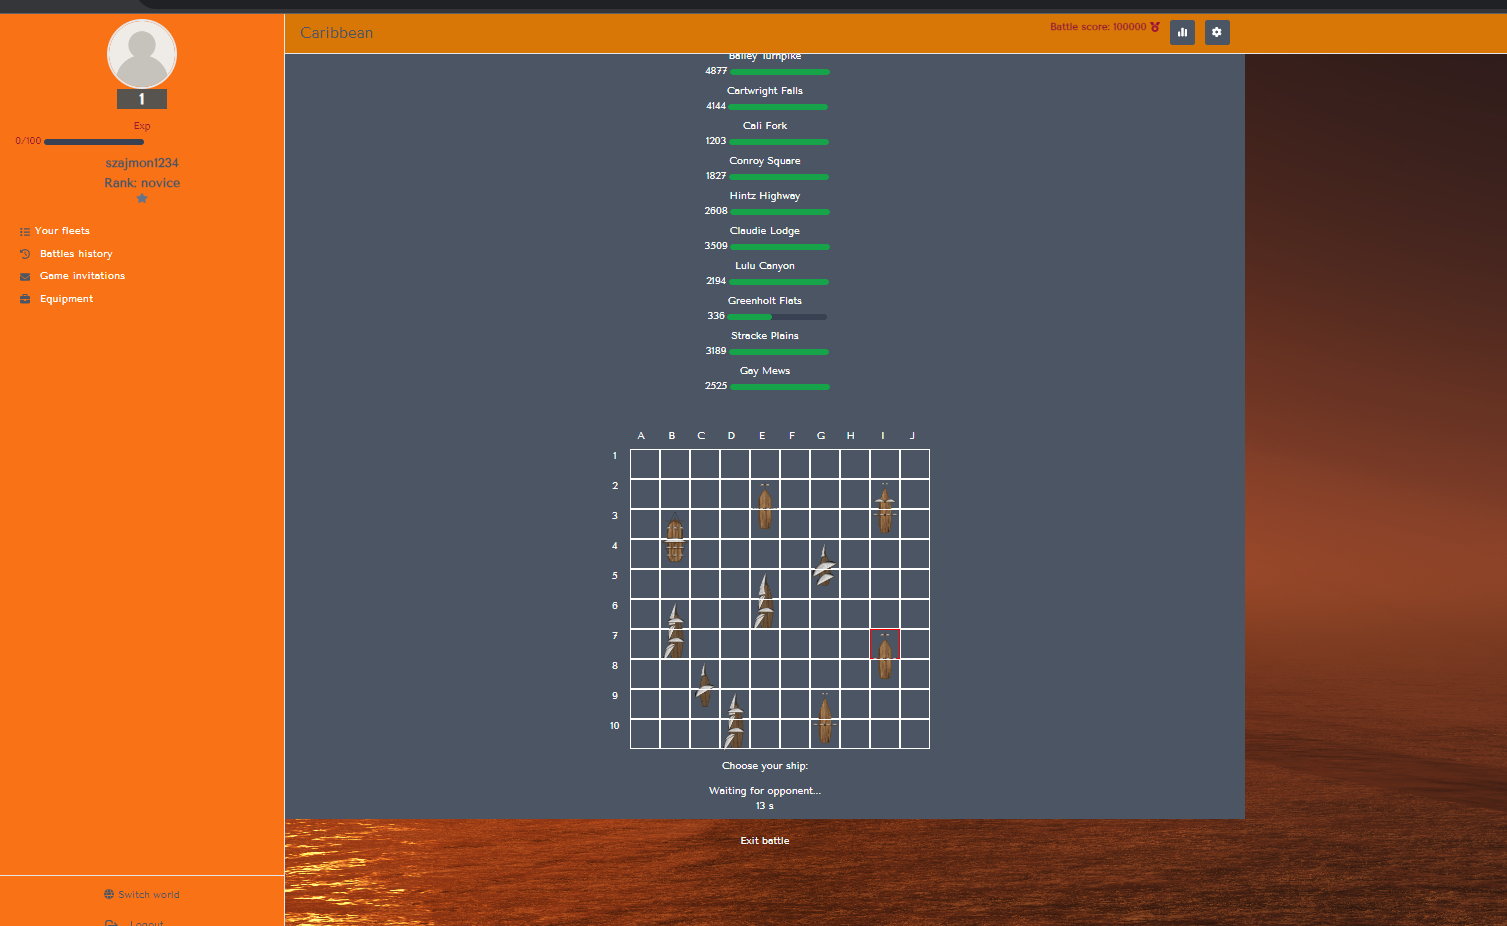 Caribbean
Battle score: 100000
1
Exp
0/100
szajmon1234
Rank: novice
Your fleets
Battles history
Game invitations
Equipment
Switch world
Logout
Bailey Turnpike
4877
Cartwright Falls
4144
Cali Fork
1203
Conroy Square
1827
Hintz Highway
2608
Claudie Lodge
3509
Lulu Canyon
2194
Greenholt Flats
336
Stracke Plains
3189
Gay Mews
2525
A B C D E F G H I J
1
2
3
4
5
6
7
8
9
10
Choose your ship:
Waiting for opponent...
13 s
Exit battle